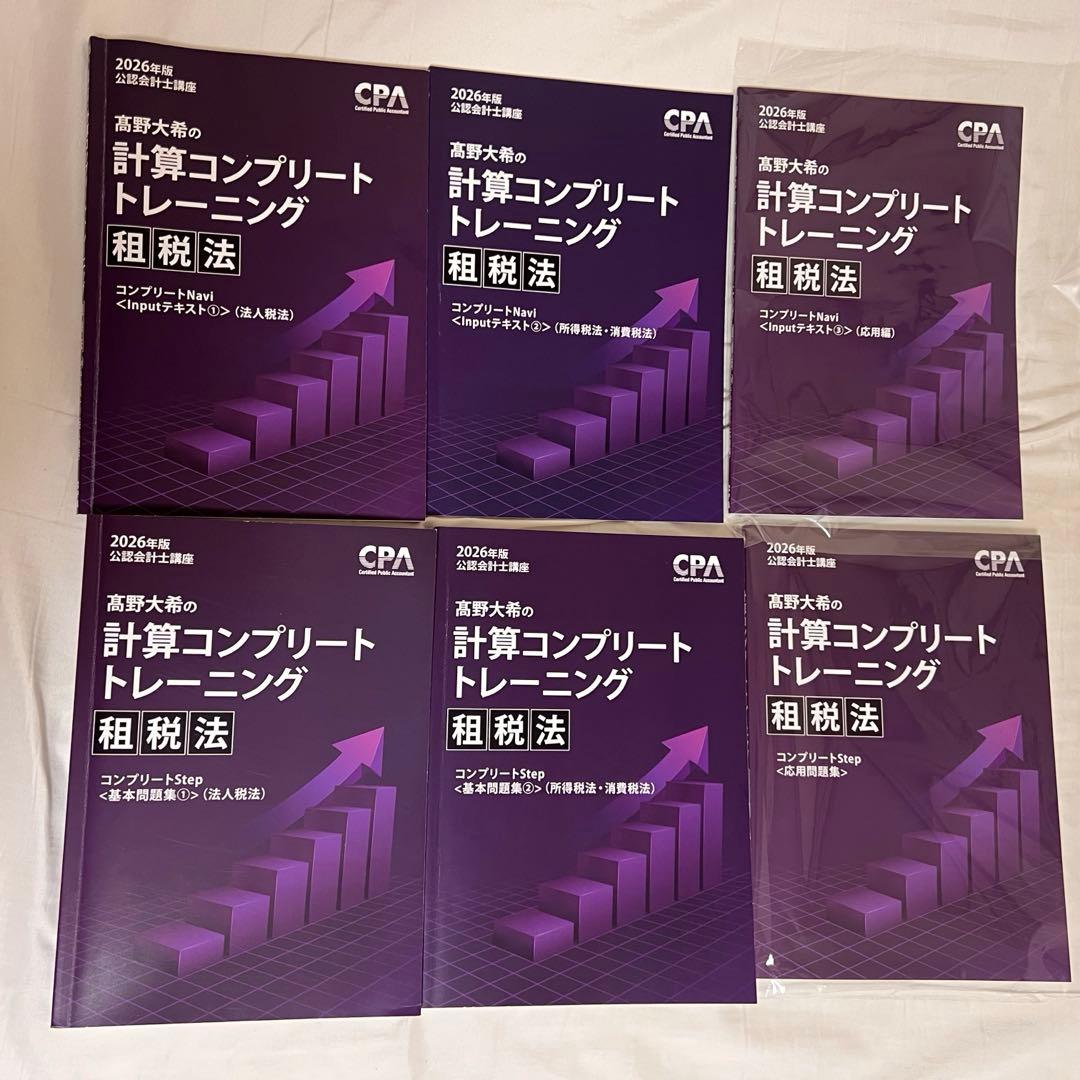 2026年版
公認会計士講座
CPA
Certified Public Accountant
髙野大希の
計算コンプリート
トレーニング
租税法
コンプリートNavi
<Inputテキスト①>(法人税法)
2026年版
公認会計士講座
CPA
Certified Public Accountant
髙野大希の
計算コンプリート
トレーニング
租税法
コンプリートNavi
<Inputテキスト②>(所得税法・消費税法)
2026年版
公認会計士講座
CPA
Certified Public Accountant
髙野大希の
計算コンプリート
トレーニング
租税法
コンプリートNavi
<Inputテキスト③>(応用編)
2026年版
公認会計士講座
CPA
Certified Public Accountant
髙野大希の
計算コンプリート
トレーニング
租税法
コンプリートStep
<基本問題集①>(法人税法)
2026年版
公認会計士講座
CPA
Certified Public Accountant
髙野大希の
計算コンプリート
トレーニング
租税法
コンプリートStep
<基本問題集②>(所得税法・消費税法)
2026年版
公認会計士講座
CPA
Certified Public Accountant
髙野大希の
計算コンプリート
トレーニング
租税法
コンプリートStep
<応用問題集>